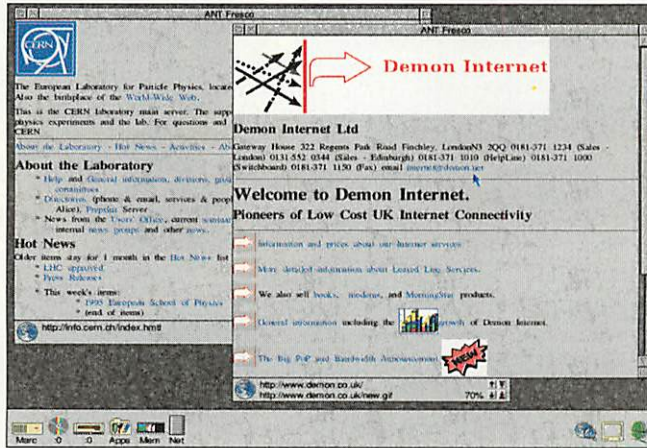 ANT Fresco
CERN
The European Laboratory for Particle Physics, locate
Also the birthplace of the World-Wide Web.
This is the CERN laboratory main server. The supp
physics experiments and the lab. For questions and
CERN
About the Laboratory - Hot News - Activities - Ab
About the Laboratory
Help and General information, divisions,
committees
Directories, (phone & email, services & peopl
Alice), Server
News from the Users' Office, current
internal news groups and other news.
Hot News
Older items stay for 1 month in the Hot News list
LHC approved
Press Releases
This week's items:
1995 European School of Physics
(end of items)
http://info.cern.ch/index.html
ANT Fresco
Demon Internet
Demon Internet Ltd
Gateway House 322 Regents Park Road Finchley, LondonN3 2QQ 0181-371 1234 (Sales -
London) 0131-552 0344 (Sales - Edinburgh) 0181-371 1010 (HelpLine) 0181-371 1000
(Switchboard) 0181-371 1150 (Fax) email internet@demon.net
Welcome to Demon Internet.
Pioneers of Low Cost UK Internet Connectivity
Information and prices about our Internet services
More detailed information about Leased Line Services.
We also sell books, modems, and MorningStar products.
General information including the growth of Demon Internet.
The Big PoP and Bandwidth Announcement NEW
http://www.demon.co.uk/
http://www.demon.co.uk/new.gif 70%
Marc :0 :0 Apps Mem Net